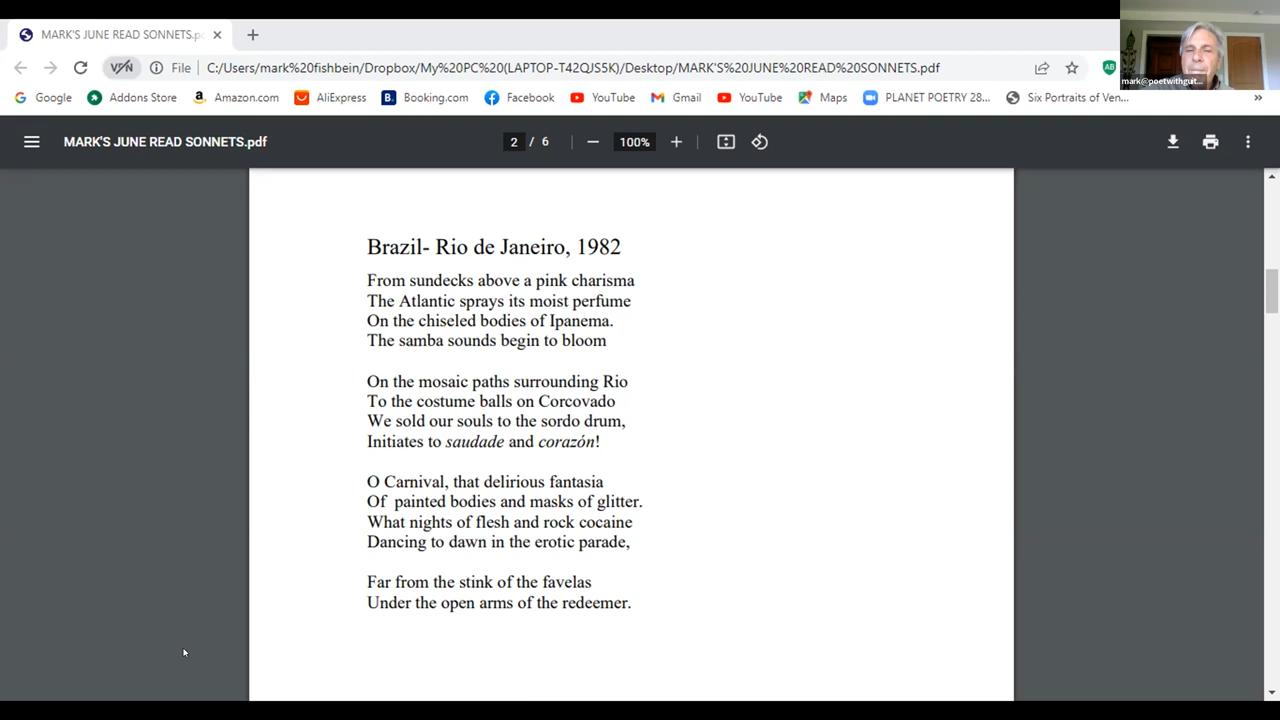 MARK'S JUNE READ SONNETS.pdf
VPN
File
C:/Users/mark%20fishbein/Dropbox/My%20PC%20(LAPTOP-T42QJS5K)/Desktop/MARK'S%20JUNE%20READ%20SONNETS.pdf
AB
mark@poetwithgut...
Google
Addons Store
Amazon.com
AliExpress
Booking.com
Facebook
YouTube
Gmail
YouTube
Maps
PLANET POETRY 28...
Six Portraits of Ven...
»
MARK'S JUNE READ SONNETS.pdf
2 / 6
100%
Brazil- Rio de Janeiro, 1982
From sundecks above a pink charisma
The Atlantic sprays its moist perfume
On the chiseled bodies of Ipanema.
The samba sounds begin to bloom
On the mosaic paths surrounding Rio
To the costume balls on Corcovado
We sold our souls to the sordo drum,
Initiates to saudade and corazón!
O Carnival, that delirious fantasia
Of  painted bodies and masks of glitter.
What nights of flesh and rock cocaine
Dancing to dawn in the erotic parade,
Far from the stink of the favelas
Under the open arms of the redeemer.